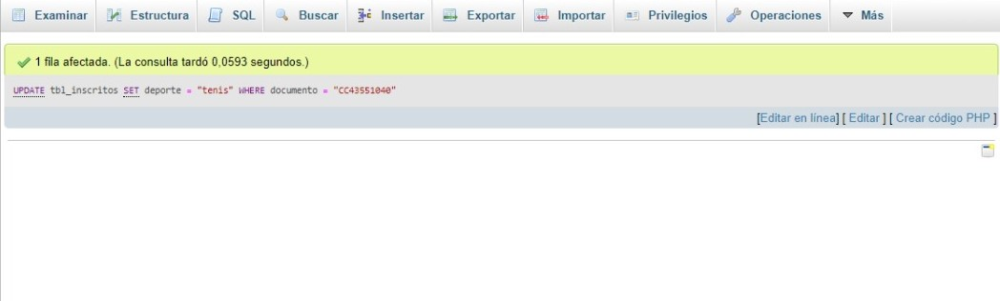 Examinar Estructura SQL Buscar Insertar Exportar Importar Privilegios Operaciones Más
1 fila afectada. (La consulta tardó 0,0593 segundos.)
UPDATE tbl_inscritos SET deporte = "tenis" WHERE documento = "CC43551040"
[Editar en línea] [ Editar ] [ Crear código PHP ]